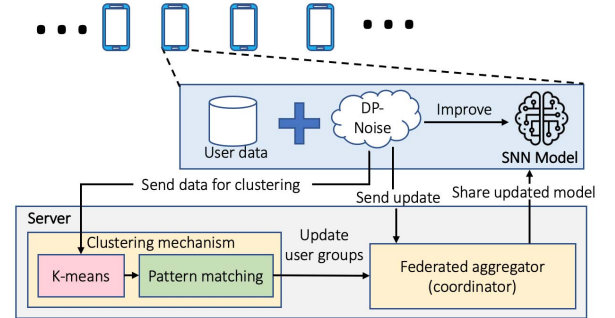 DP-
Noise
Improve
User data
SNN Model
Send data for clustering
Send update
Share updated model
Server
Clustering mechanism
Update
user groups
K-means
Pattern matching
Federated aggregator
(coordinator)